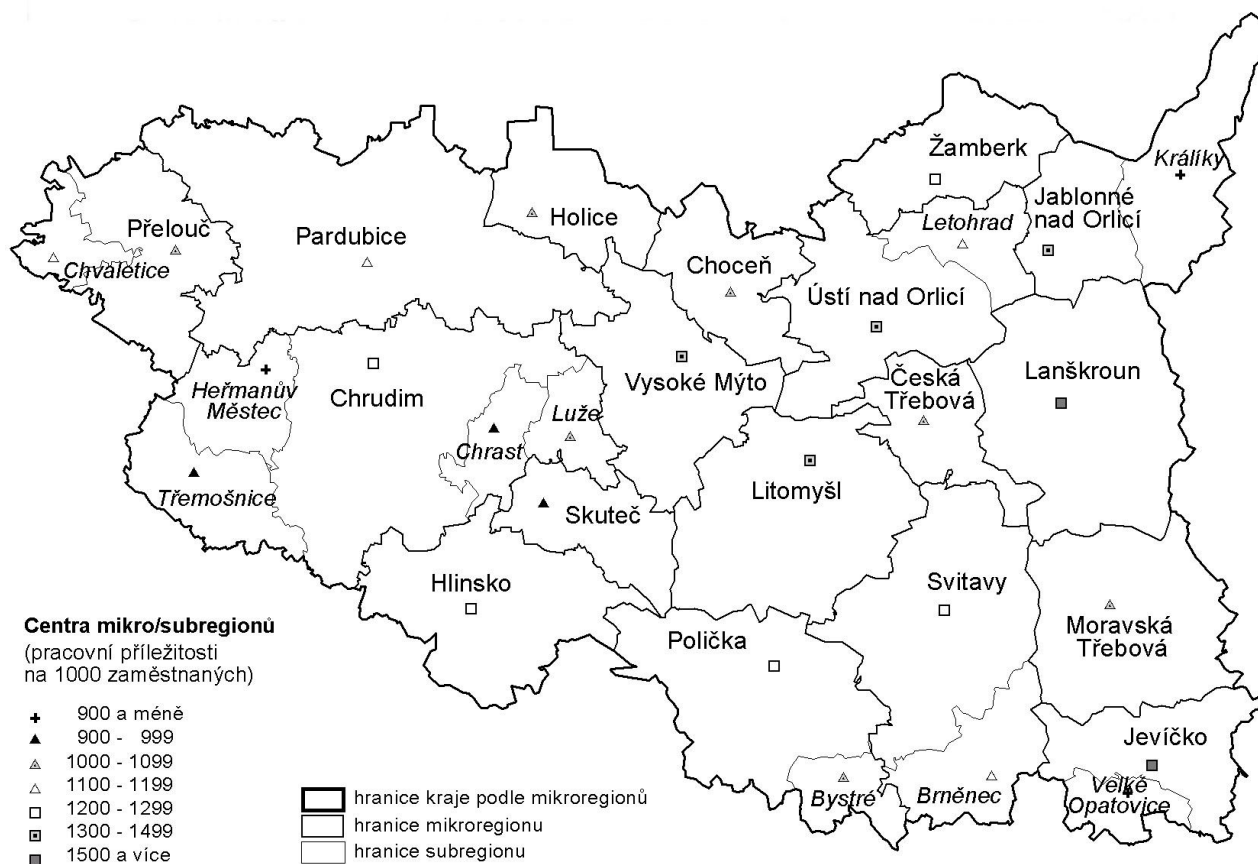 Žamberk
Králíky
Jablonné
nad Orlicí
Letohrad
Holice
Přelouč
Pardubice
Choceň
Chvaletice
Ústí nad Orlicí
Vysoké Mýto
Česká
Třebová
Lanškroun
Heřmanův
Městec
Chrudim
Luže
Chrast
Třemošnice
Litomyšl
Skuteč
Hlinsko
Svitavy
Polička
Moravská
Třebová
Jevíčko
Velké
Opatovice
Bystré
Brněnec
Centra mikro/subregionů
(pracovní příležitosti
na 1000 zaměstnaných)
900 a méně
900 - 999
1000 - 1099
1100 - 1199
1200 - 1299
1300 - 1499
1500 a více
hranice kraje podle mikroregionů
hranice mikroregionu
hranice subregionu